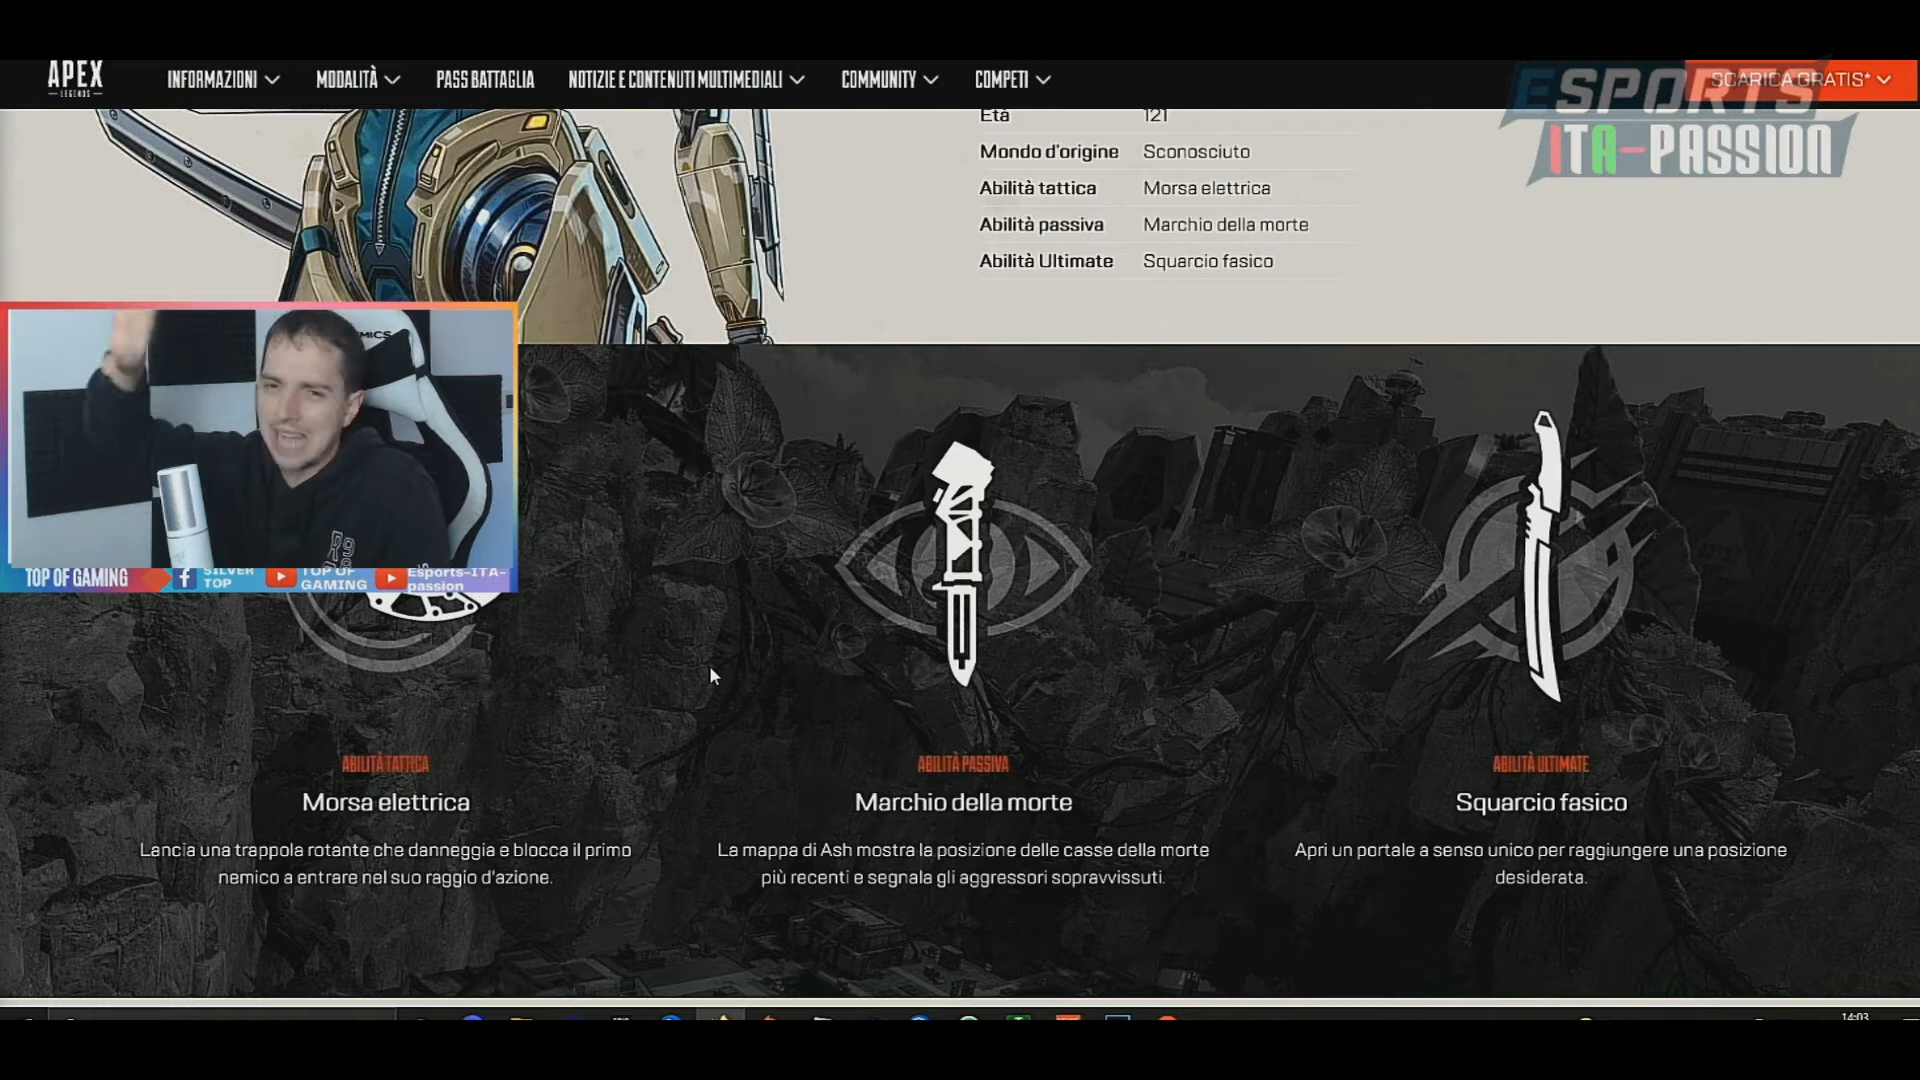 APEX
LEGENDS
INFORMAZIONI
MODALITÀ
PASS BATTAGLIA
NOTIZIE E CONTENUTI MULTIMEDIALI
COMMUNITY
COMPETI
SCARICA GRATIS*
ESPORTS
ITA-PASSION
Età 121
Mondo d'origine Sconosciuto
Abilità tattica Morsa elettrica
Abilità passiva Marchio della morte
Abilità Ultimate Squarcio fasico
TOP OF GAMING
SILVER
TOP
TOP OF
GAMING
Esports-ITA-
passion
ABILITÀ TATTICA
Morsa elettrica
Lancia una trappola rotante che danneggia e blocca il primo
nemico a entrare nel suo raggio d'azione.
ABILITÀ PASSIVA
Marchio della morte
La mappa di Ash mostra la posizione delle casse della morte
più recenti e segnala gli aggressori sopravvissuti.
ABILITÀ ULTIMATE
Squarcio fasico
Apri un portale a senso unico per raggiungere una posizione
desiderata.
14:03